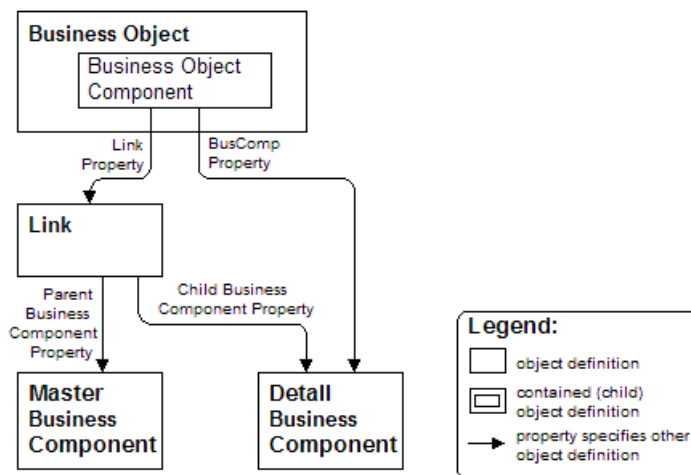 Business Object
Business Object
Component
Link
Property
BusComp
Property
Link
Parent
Business
Component
Property
Child Business
Component Property
Master
Business
Component
Detall
Business
Component
Legend:
object definition
contained (child)
object definition
property specifies other
object definition